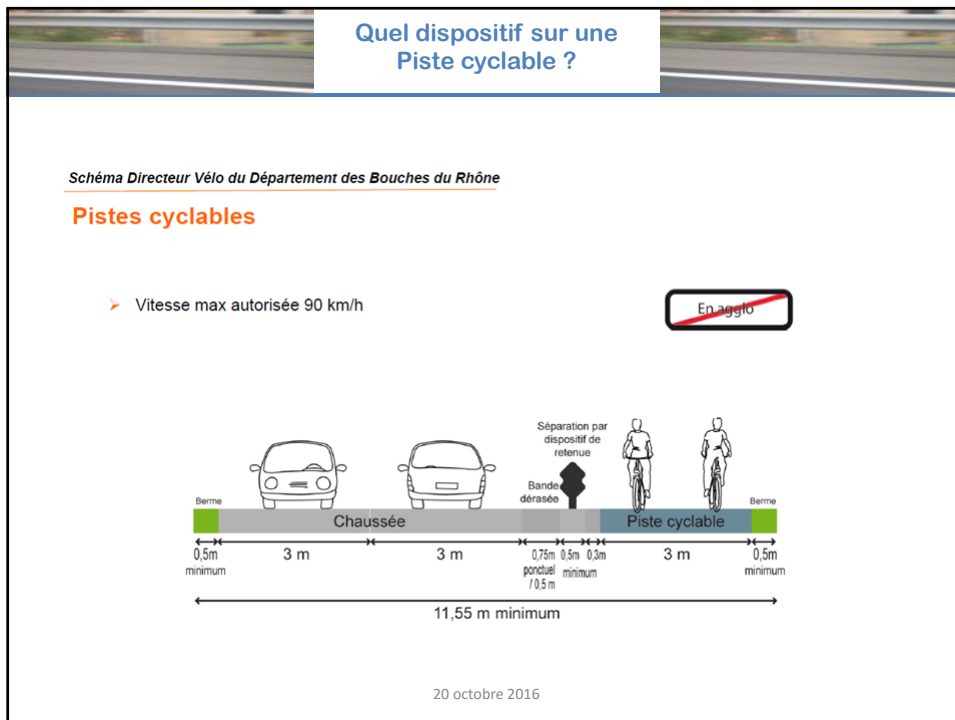 Quel dispositif sur une
Piste cyclable ?
Schéma Directeur Vélo du Département des Bouches du Rhône
Pistes cyclables
Vitesse max autorisée 90 km/h
En agglo
Séparation par
dispositif de
retenue
Bande
dérasée
Berme
Chaussée
Piste cyclable
Berme
0,5m
minimum
3 m
3 m
0,75m
ponctuel
/ 0,5 m
0,5m
0,3m
minimum
3 m
0,5m
minimum
11,55 m minimum
20 octobre 2016